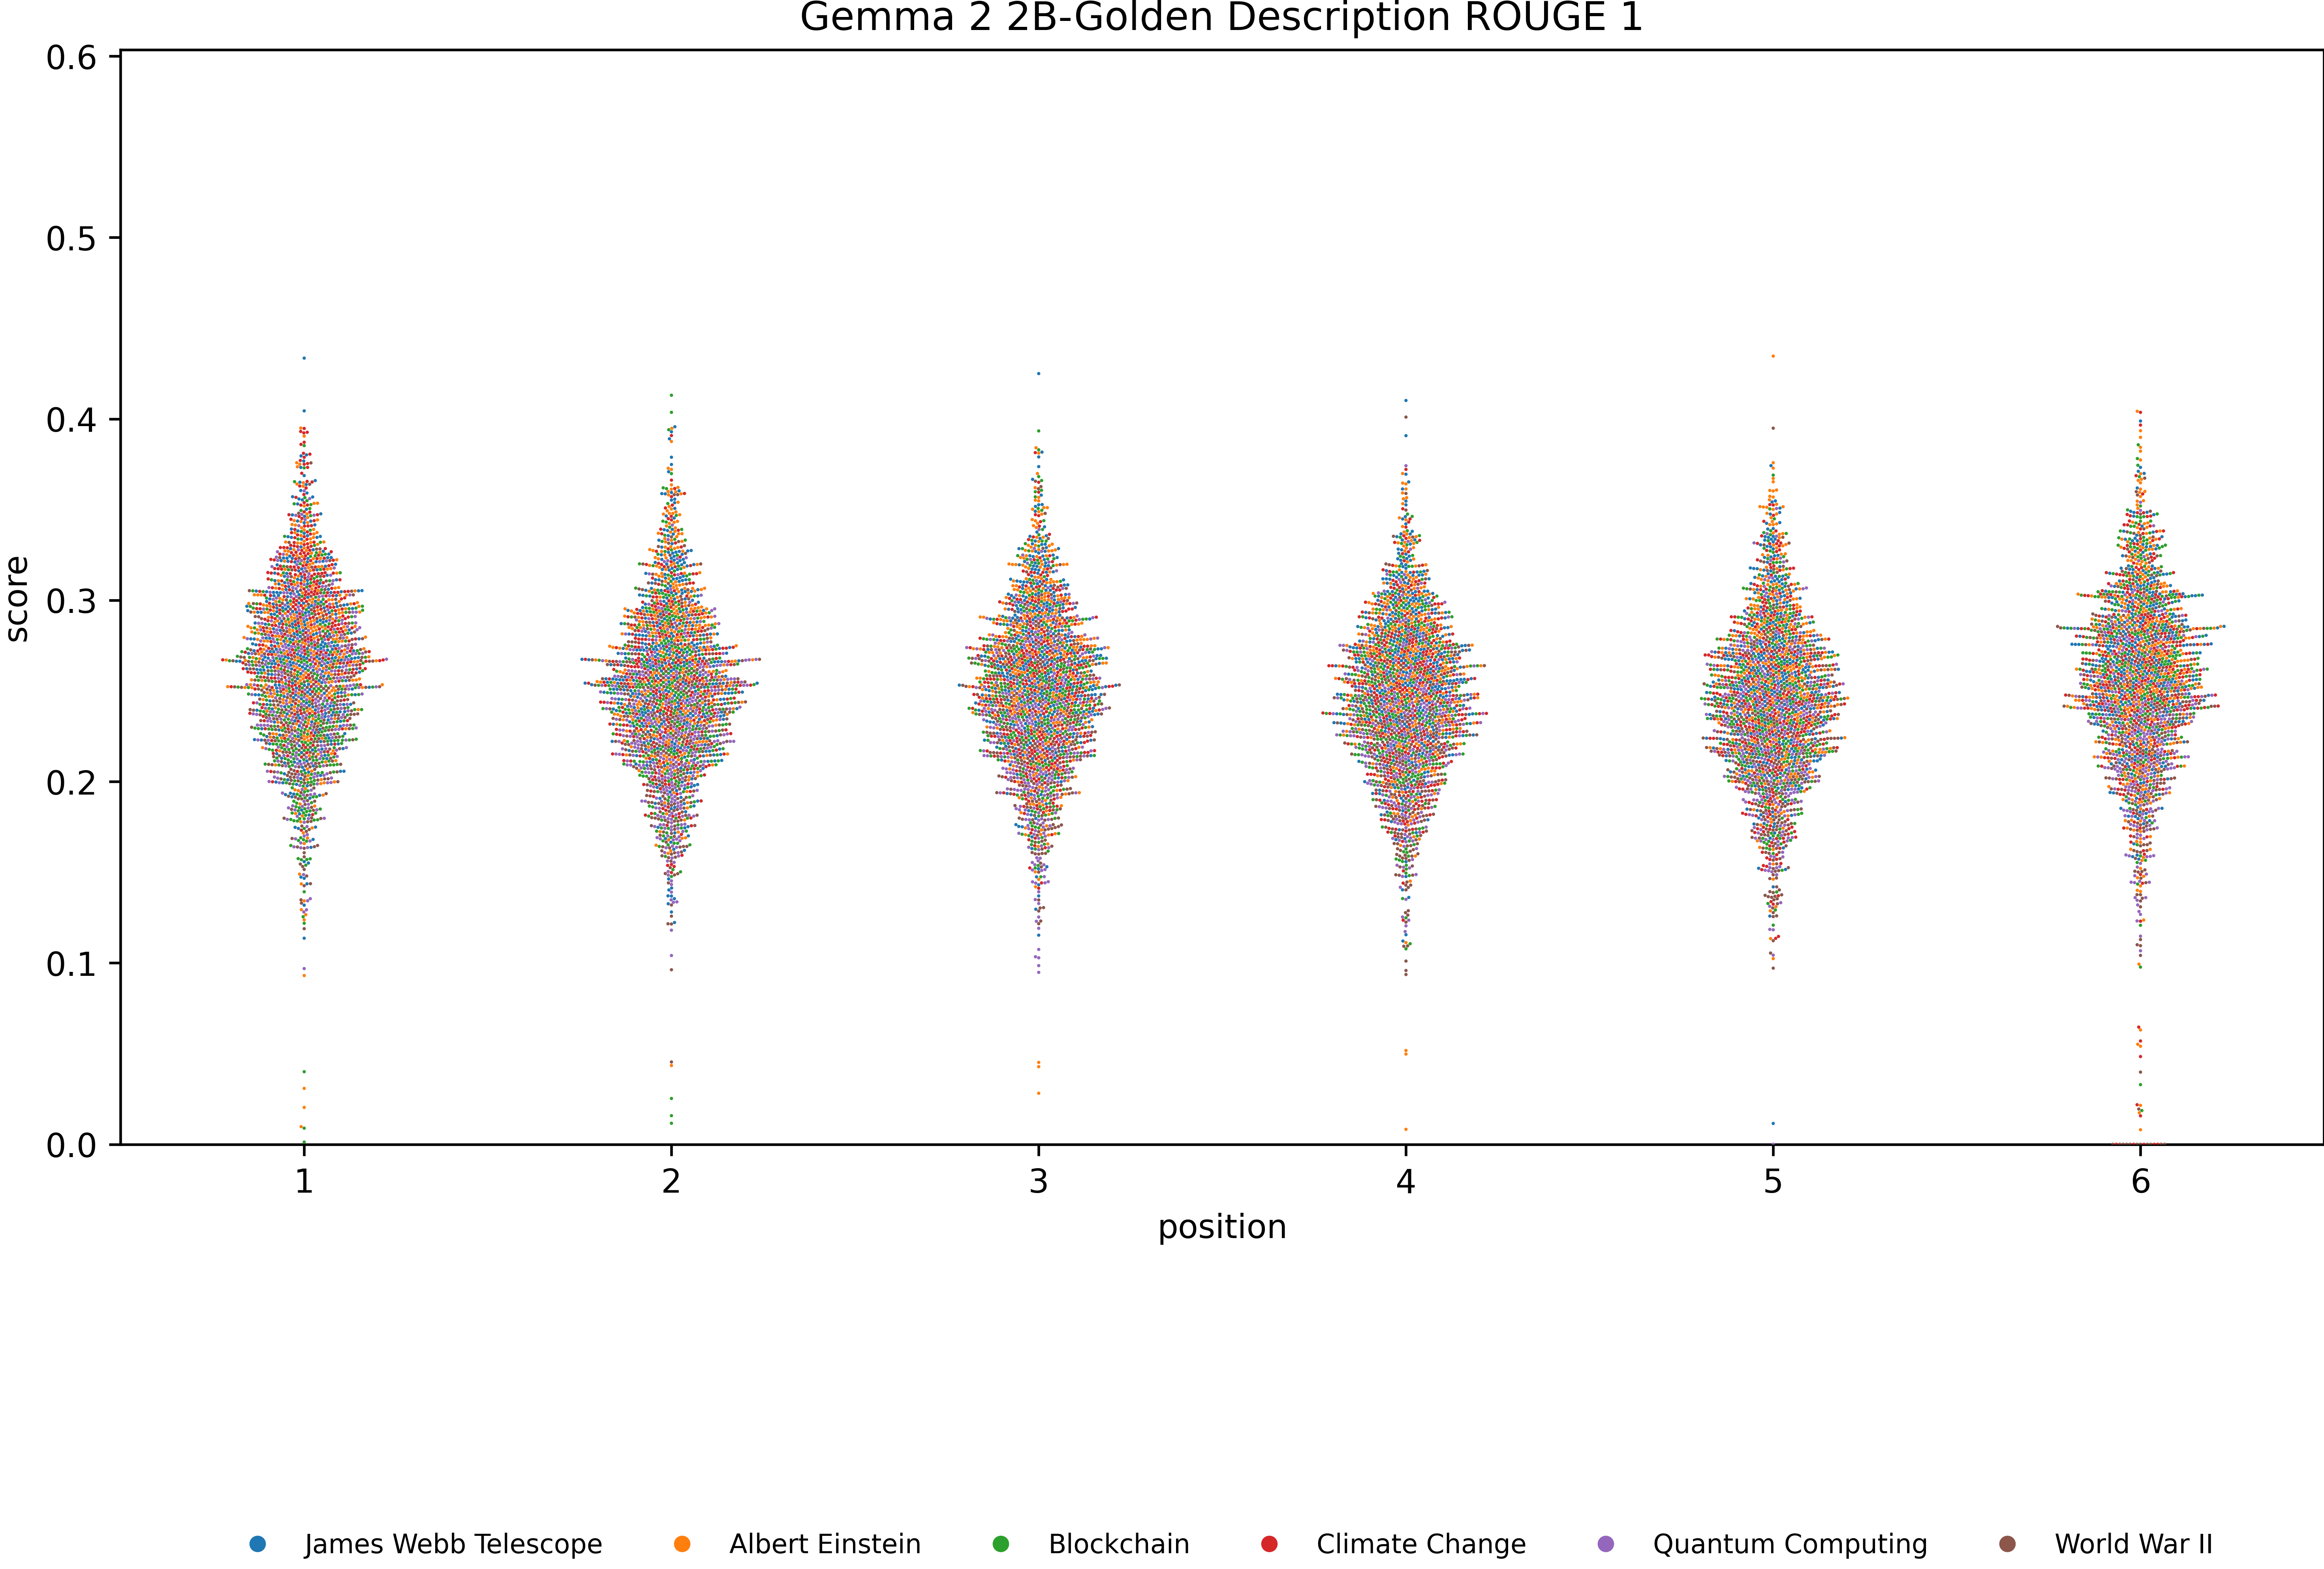 Gemma 2 2B-Golden Description ROUGE 1
0.6
0.5
0.4
0.3
0.2
0.1
0.0
score
1 2 3 4 5 6
position
James Webb Telescope Albert Einstein Blockchain Climate Change Quantum Computing World War II